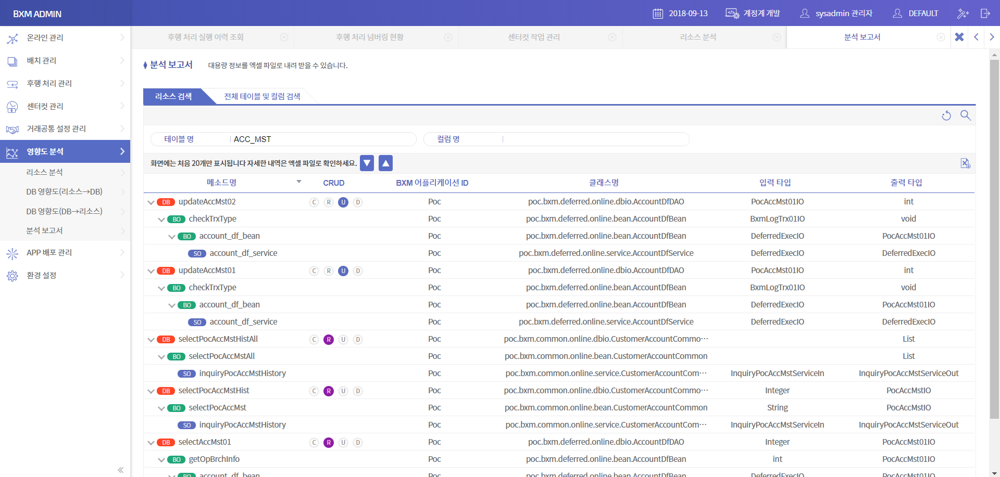 BXM ADMIN
2018-09-13
계정계 개발
sysadmin 관리자
DEFAULT
온라인 관리
배치 관리
후행 처리 관리
센터컷 관리
거래공통 설정 관리
영향도 분석
리소스 분석
DB 영향도(리소스→DB)
DB 영향도(DB→리소스)
분석 보고서
APP 배포 관리
환경 설정
후행 처리 실행 이력 조회
후행 처리 넘버링 현황
센터컷 작업 관리
리소스 분석
분석 보고서
분석 보고서 대용량 정보를 엑셀 파일로 내려 받을 수 있습니다.
리소스 검색
전체 테이블 및 컬럼 검색
테이블 명 ACC_MST
컬럼 명
화면에는 처음 20개만 표시됩니다 자세한 내역은 엑셀 파일로 확인하세요. ▼ ▲
메소드명 CRUD BXM 어플리케이션 ID 클래스명 입력 타입 출력 타입
DB updateAccMst02 C R U D Poc poc.bxm.deferred.online.dbio.AccountDfDAO PocAccMst01IO int
BO checkTrxType Poc poc.bxm.deferred.online.bean.AccountDfBean BxmLogTrx01IO void
BO account_df_bean Poc poc.bxm.deferred.online.bean.AccountDfBean DeferredExecIO PocAccMst01IO
SO account_df_service Poc poc.bxm.deferred.online.service.AccountDfService DeferredExecIO DeferredExecIO
DB updateAccMst01 C R U D Poc poc.bxm.deferred.online.dbio.AccountDfDAO PocAccMst01IO int
BO checkTrxType Poc poc.bxm.deferred.online.bean.AccountDfBean BxmLogTrx01IO void
BO account_df_bean Poc poc.bxm.deferred.online.bean.AccountDfBean DeferredExecIO PocAccMst01IO
SO account_df_service Poc poc.bxm.deferred.online.service.AccountDfService DeferredExecIO DeferredExecIO
DB selectPocAccMstHistAll C R U D Poc poc.bxm.common.online.dbio.CustomerAccountCommo… List
BO selectPocAccMstAll Poc poc.bxm.common.online.bean.CustomerAccountCommon List
SO inquiryPocAccMstHistory Poc poc.bxm.common.online.service.CustomerAccountCom… InquiryPocAccMstServiceIn InquiryPocAccMstServiceOut
DB selectPocAccMstHist C R U D Poc poc.bxm.common.online.dbio.CustomerAccountCommo… Integer PocAccMstIO
BO selectPocAccMst Poc poc.bxm.common.online.bean.CustomerAccountCommon String PocAccMstIO
SO inquiryPocAccMstHistory Poc poc.bxm.common.online.service.CustomerAccountCom… InquiryPocAccMstServiceIn InquiryPocAccMstServiceOut
DB selectAccMst01 C R U D Poc poc.bxm.deferred.online.dbio.AccountDfDAO Integer PocAccMst01IO
BO getOpBrchInfo Poc poc.bxm.deferred.online.bean.AccountDfBean int PocAccMst01IO
BO account_df_bean Poc poc.bxm.deferred.online.bean.AccountDfBean DeferredExecIO PocAccMst01IO